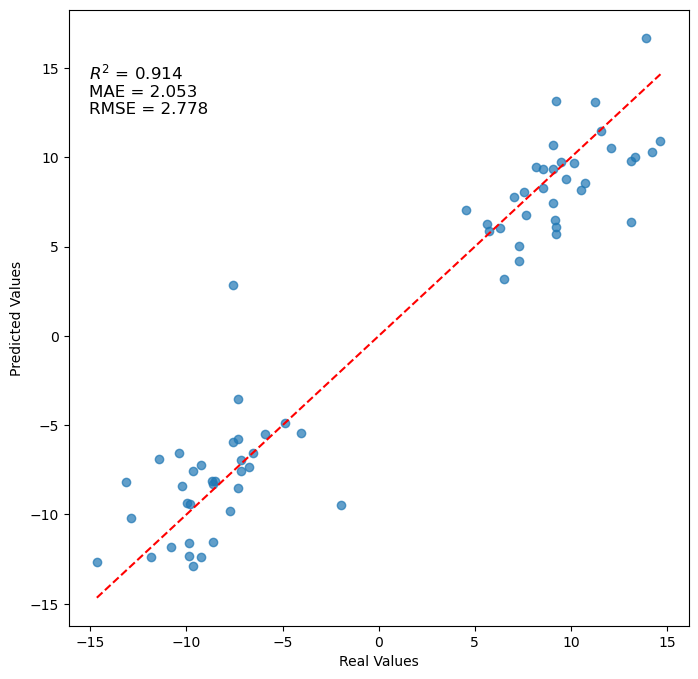 R² = 0.914
MAE = 2.053
RMSE = 2.778
Predicted Values
15
10
5
0
−5
−10
−15
−15 −10 −5 0 5 10 15
Real Values